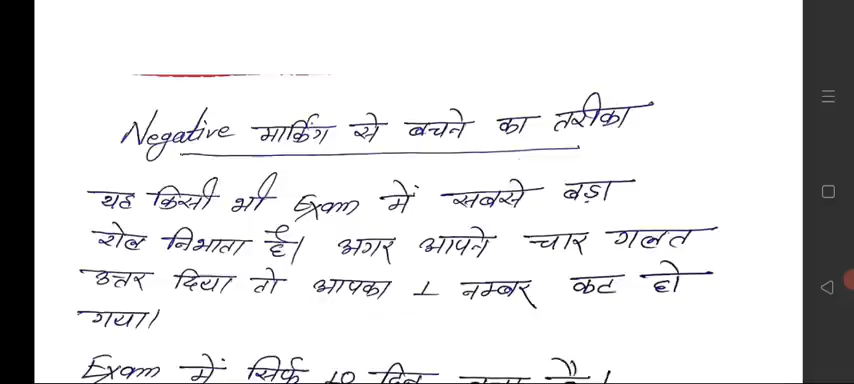 Negative मार्किंग से बचने का तरीका
यह किसी भी Exam में सबसे बड़ा
रोल निभाता है। अगर आपने चार गलत
उत्तर दिया तो आपका 1 नम्बर कट हो
गया।
Exam में सिर्फ 10 दिन